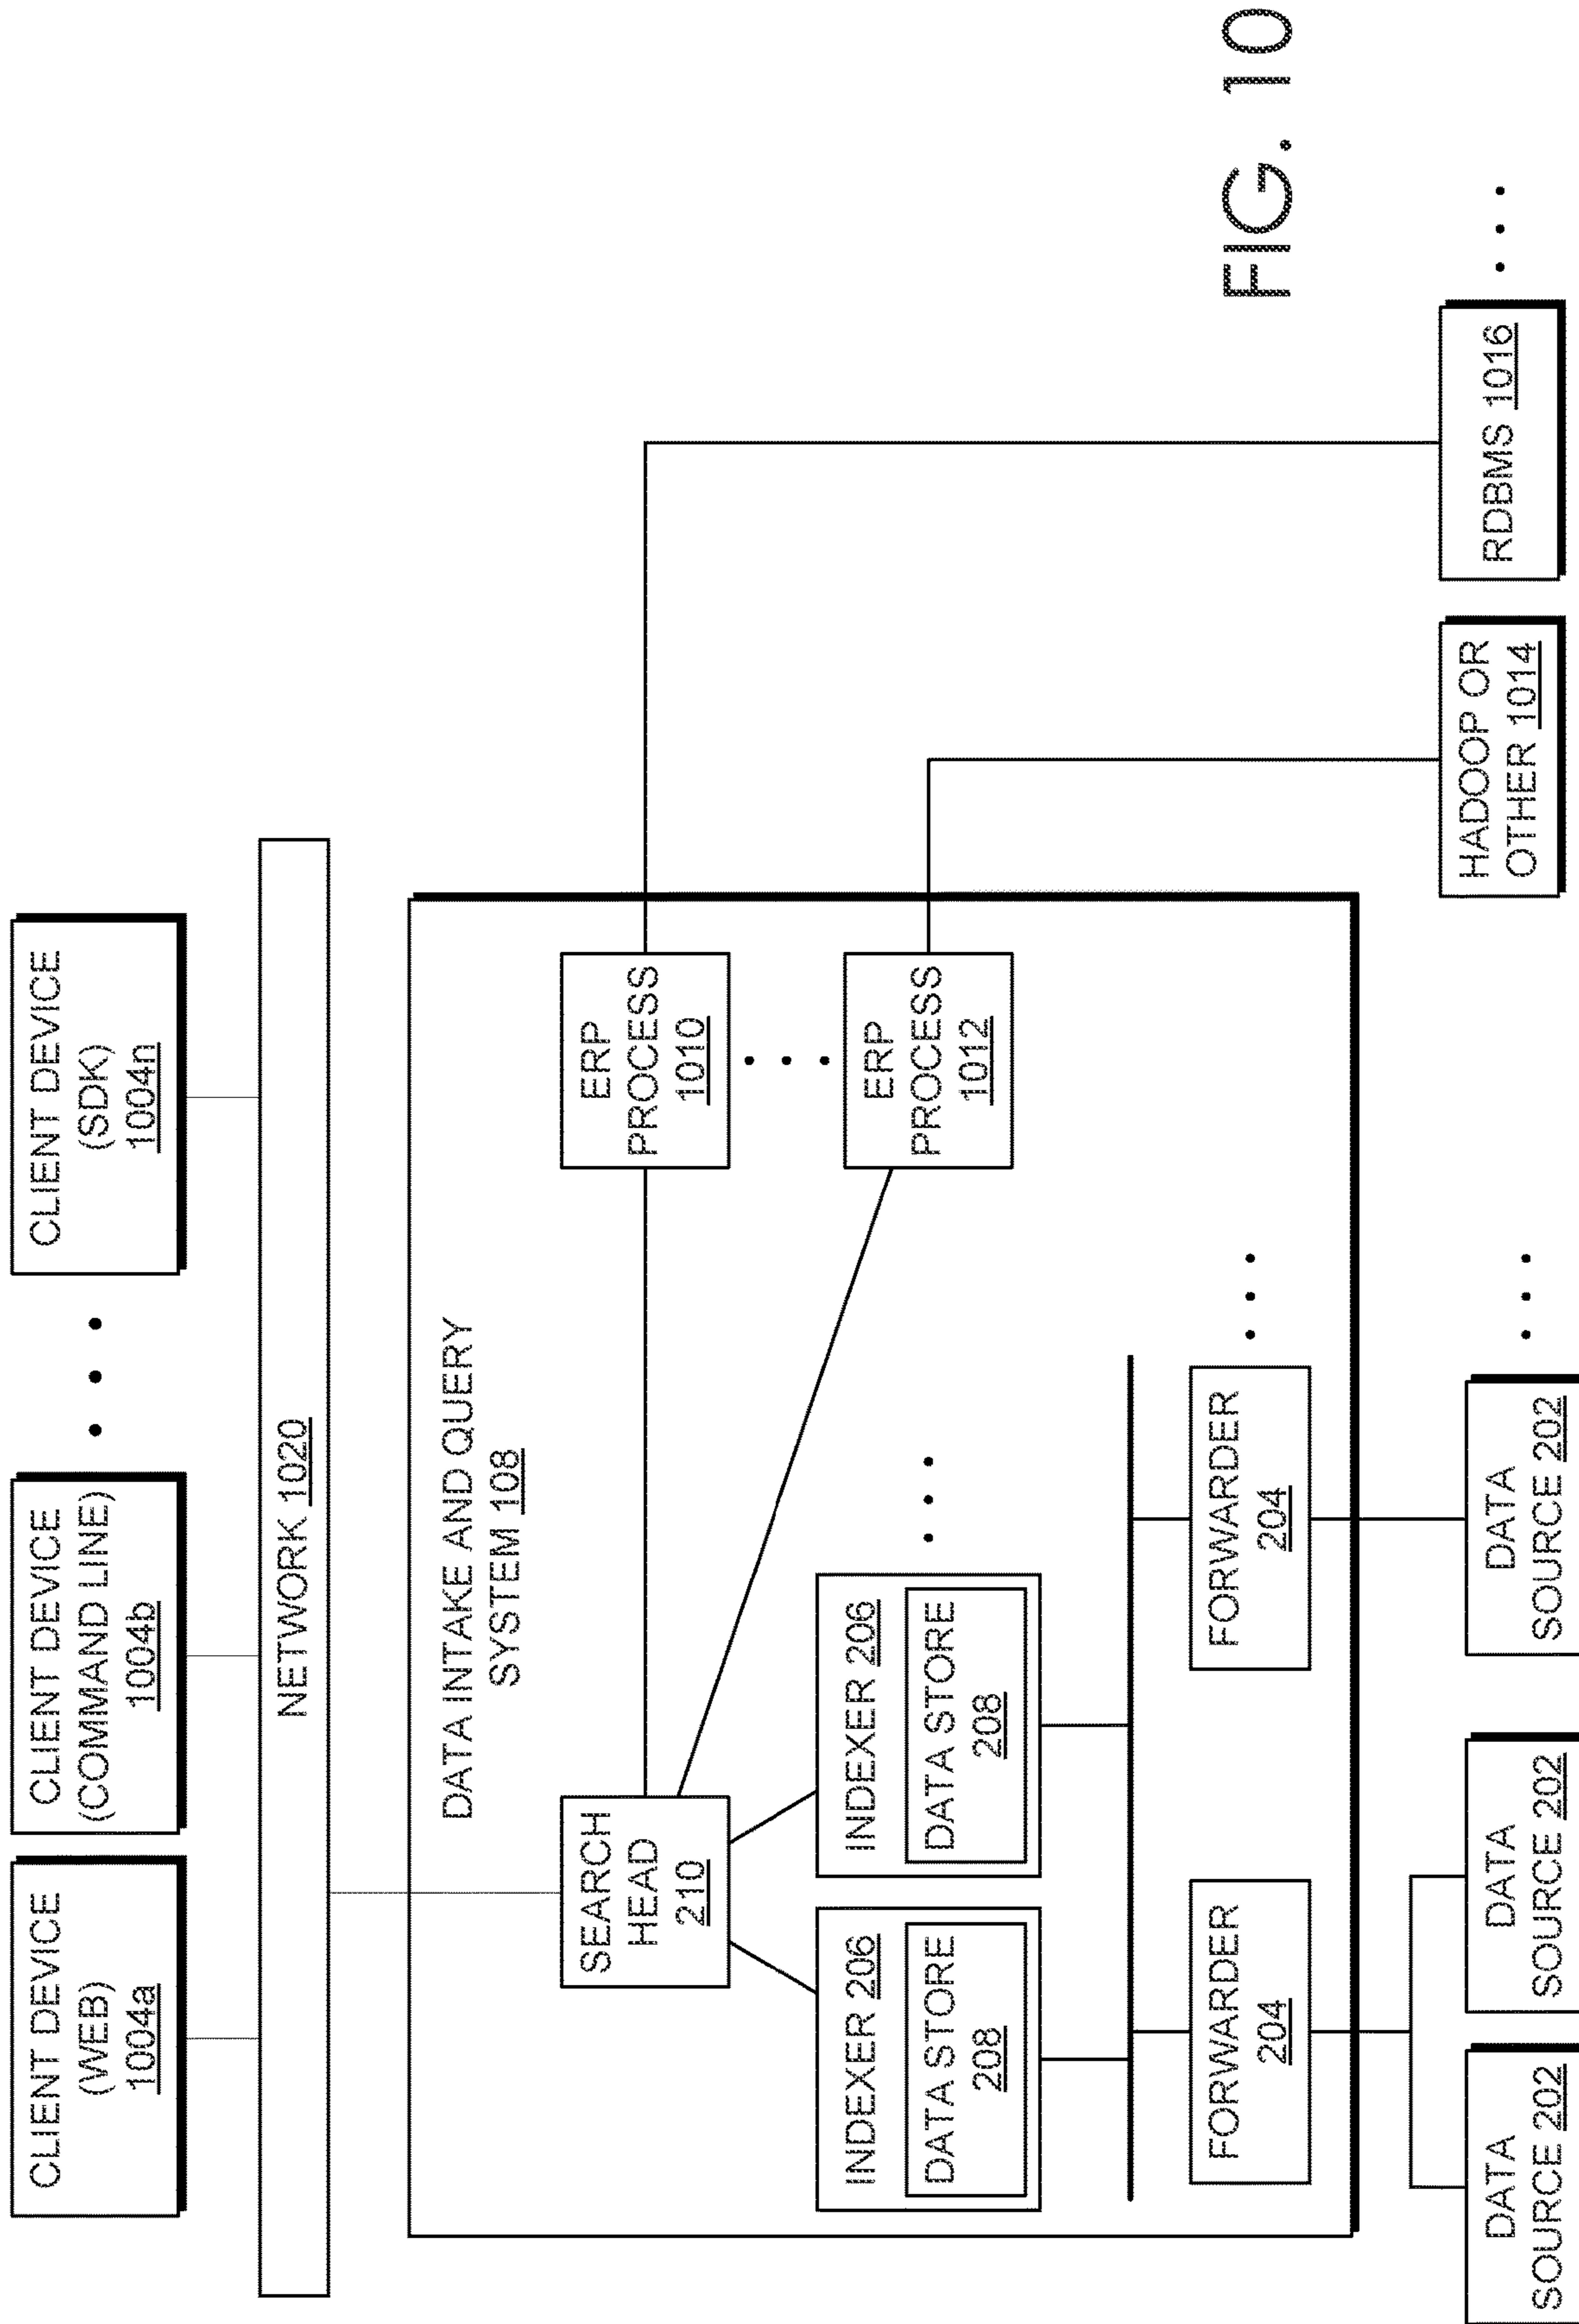 CLIENT DEVICE
(WEB)
1004a
CLIENT DEVICE
(COMMAND LINE)
1004b
CLIENT DEVICE
(SDK)
1004n
NETWORK 1020
DATA INTAKE AND QUERY
SYSTEM 108
SEARCH
HEAD
210
ERP
PROCESS
1010
INDEXER 206
DATA STORE
208
INDEXER 206
DATA STORE
208
ERP
PROCESS
1012
FORWARDER
204
FORWARDER
204
DATA
SOURCE 202
DATA
SOURCE 202
DATA
SOURCE 202
HADOOP OR
OTHER 1014
RDBMS 1016
FIG. 10